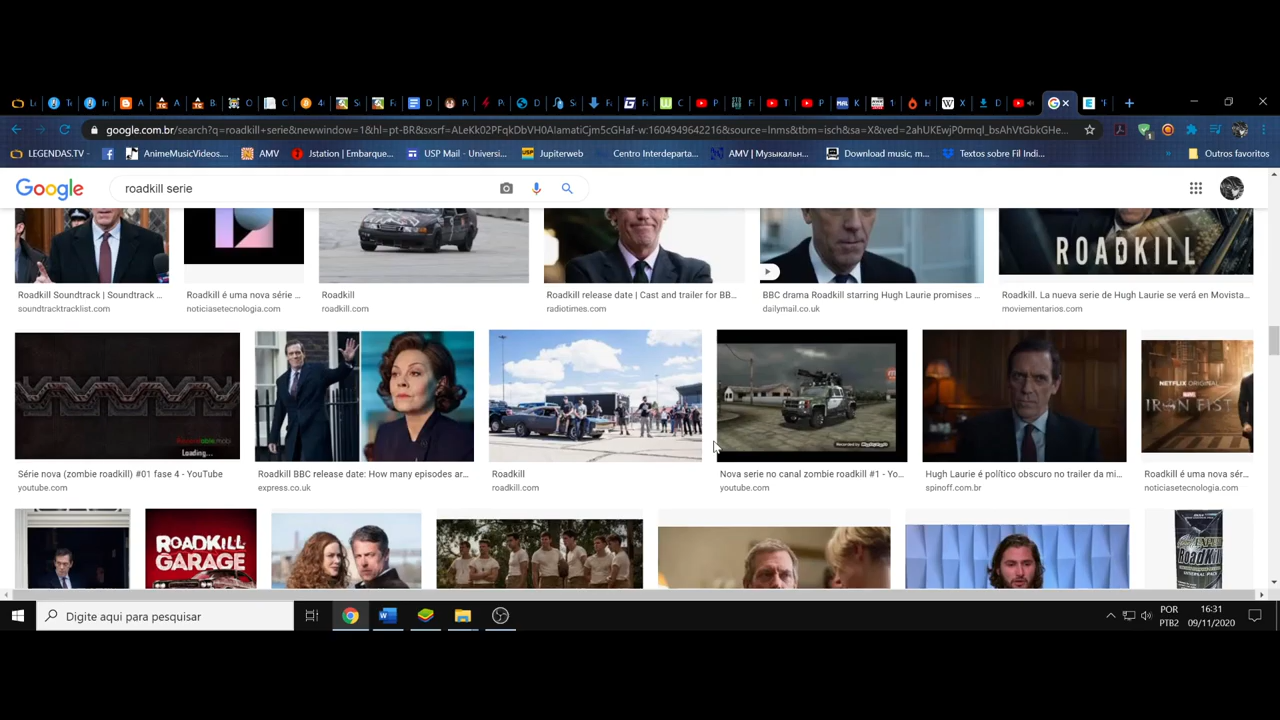 google.com.br/search?q=roadkill+serie&newwindow=1&hl=pt-BR&sxsrf=ALeKk02PFqkDbVH0AIamatiCjm5cGHaf-w:1604949642216&source=lnms&tbm=isch&sa=X&ved=2ahUKEwjP0rmql_bsAhVtGbkGHe...
LEGENDAS.TV
AnimeMusicVideos...
AMV
Jstation | Embarque...
USP Mail - Universi...
Jupiterweb
Centro Interdeparta...
AMV | Музыкальн...
Download music, m...
Textos sobre Fil Indi...
Outros favoritos
Google
roadkill serie
ROADKILL
Roadkill Soundtrack | Soundtrack ...
soundtracktracklist.com
Roadkill é uma nova série ...
noticiasetecnologia.com
Roadkill
roadkill.com
Roadkill release date | Cast and trailer for BB...
radiotimes.com
BBC drama Roadkill starring Hugh Laurie promises ...
dailymail.co.uk
Roadkill. La nueva serie de Hugh Laurie se verá en Movista...
moviementarios.com
Loading...
NETFLIX ORIGINAL
IRON FIST
Série nova (zombie roadkill) #01 fase 4 - YouTube
youtube.com
Roadkill BBC release date: How many episodes ar...
express.co.uk
Roadkill
roadkill.com
Nova serie no canal zombie roadkill #1 - Yo...
youtube.com
Hugh Laurie é político obscuro no trailer da mi...
spinoff.com.br
Roadkill é uma nova sér...
noticiasetecnologia.com
ROADKILL
GARAGE
RoadKill
Digite aqui para pesquisar
POR
PTB2
16:31
09/11/2020